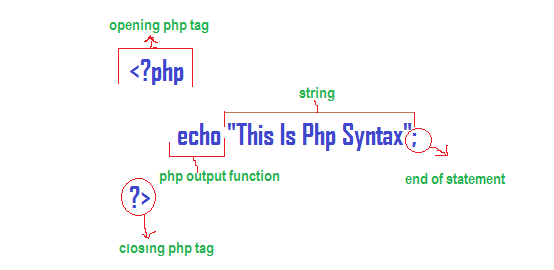 opening php tag
<?php
string
echo "This Is Php Syntax";
php output function
end of statement
?>
closing php tag